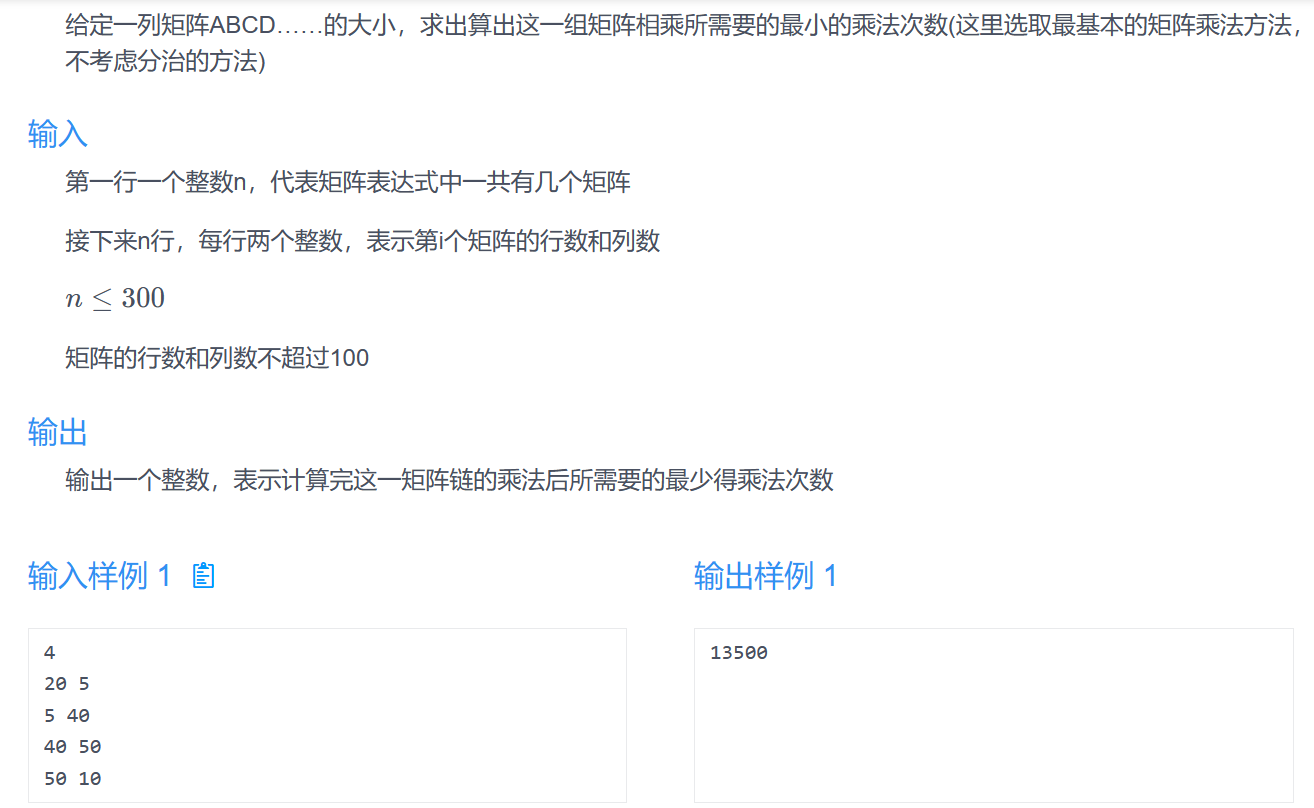 给定一列矩阵ABCD……的大小，求出算出这一组矩阵相乘所需要的最小的乘法次数(这里选取最基本的矩阵乘法方法，
不考虑分治的方法)
输入
第一行一个整数n，代表矩阵表达式中一共有几个矩阵
接下来n行，每行两个整数，表示第i个矩阵的行数和列数
n ≤ 300
矩阵的行数和列数不超过100
输出
输出一个整数，表示计算完这一矩阵链的乘法后所需要的最少得乘法次数
输入样例 1
4
20 5
5 40
40 50
50 10
输出样例 1
13500